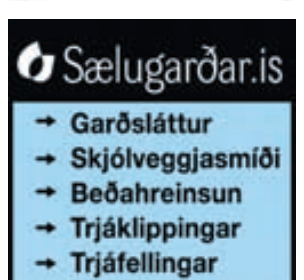 Sælugarðar.is
→ Garðsláttur
→ Skjólveggjasmíði
→ Beðahreinsun
→ Trjáklippingar
→ Trjáfellingar